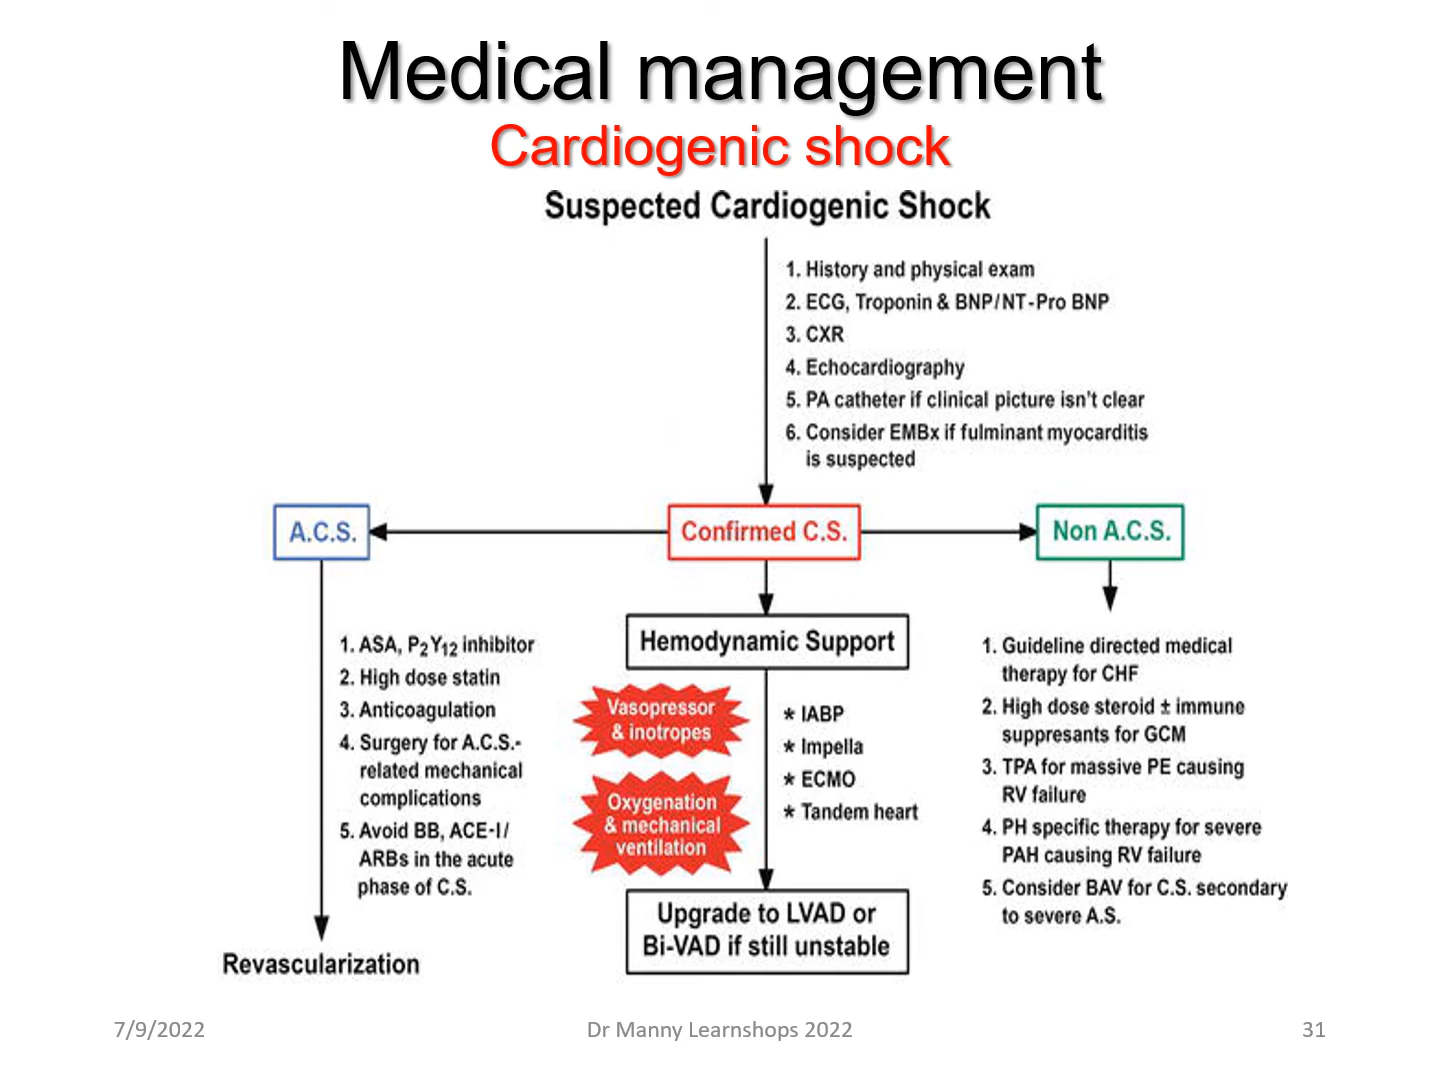 Medical management
Cardiogenic shock
Suspected Cardiogenic Shock
1. History and physical exam
2. ECG, Troponin & BNP/NT-Pro BNP
3. CXR
4. Echocardiography
5. PA catheter if clinical picture isn't clear
6. Consider EMBx if fulminant myocarditis
is suspected
A.C.S.
Confirmed C.S.
Non A.C.S.
1. ASA, P2Y12 inhibitor
2. High dose statin
3. Anticoagulation
4. Surgery for A.C.S.-
related mechanical
complications
5. Avoid BB, ACE-I/
ARBs in the acute
phase of C.S.
Revascularization
Hemodynamic Support
Vasopressor
& inotropes
Oxygenation
& mechanical
ventilation
* IABP
* Impella
* ECMO
* Tandem heart
Upgrade to LVAD or
Bi-VAD if still unstable
1. Guideline directed medical
therapy for CHF
2. High dose steroid ± immune
suppresants for GCM
3. TPA for massive PE causing
RV failure
4. PH specific therapy for severe
PAH causing RV failure
5. Consider BAV for C.S. secondary
to severe A.S.
7/9/2022
Dr Manny Learnshops 2022
31